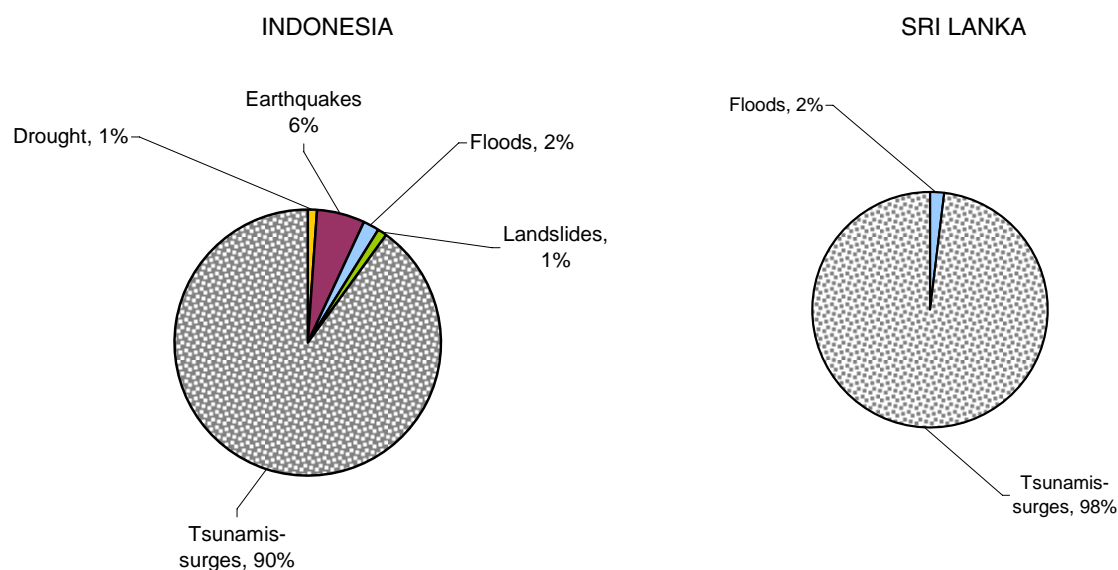 INDONESIA
Earthquakes
6%
Drought, 1%
Floods, 2%
Landslides,
1%
Tsunamis-
surges, 90%
SRI LANKA
Floods, 2%
Tsunamis-
surges, 98%